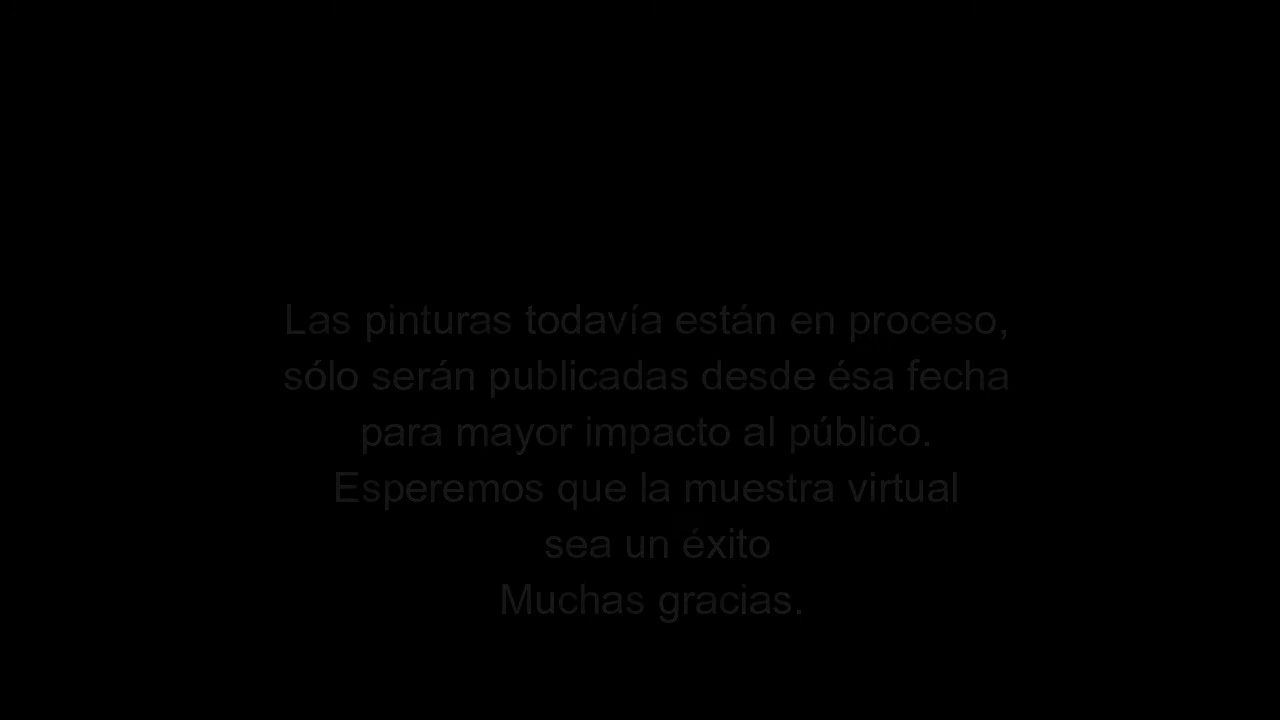 Las pinturas todavía están en proceso,
sólo serán publicadas desde ésa fecha
para mayor impacto al público.
Esperemos que la muestra virtual
sea un éxito
Muchas gracias.